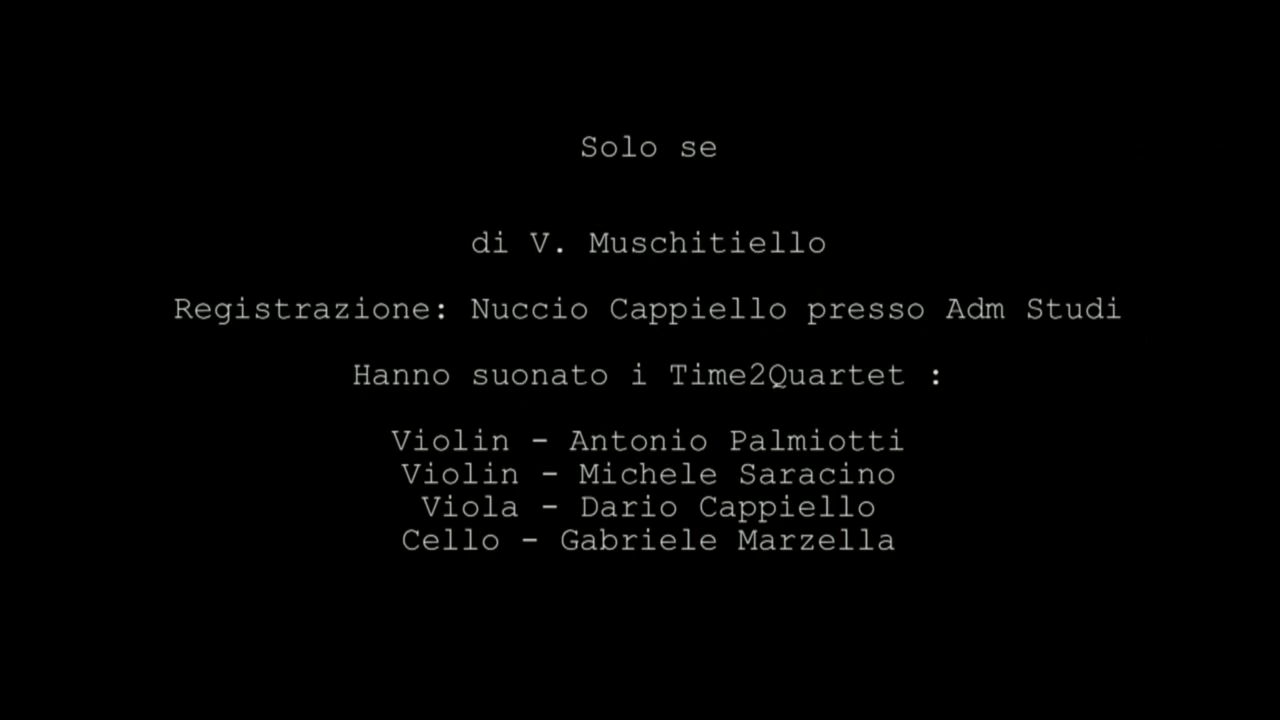 Solo se
di V. Muschitiello
Registrazione: Nuccio Cappiello presso Adm Studi
Hanno suonato i Time2Quartet :
Violin - Antonio Palmiotti
Violin - Michele Saracino
Viola - Dario Cappiello
Cello - Gabriele Marzella